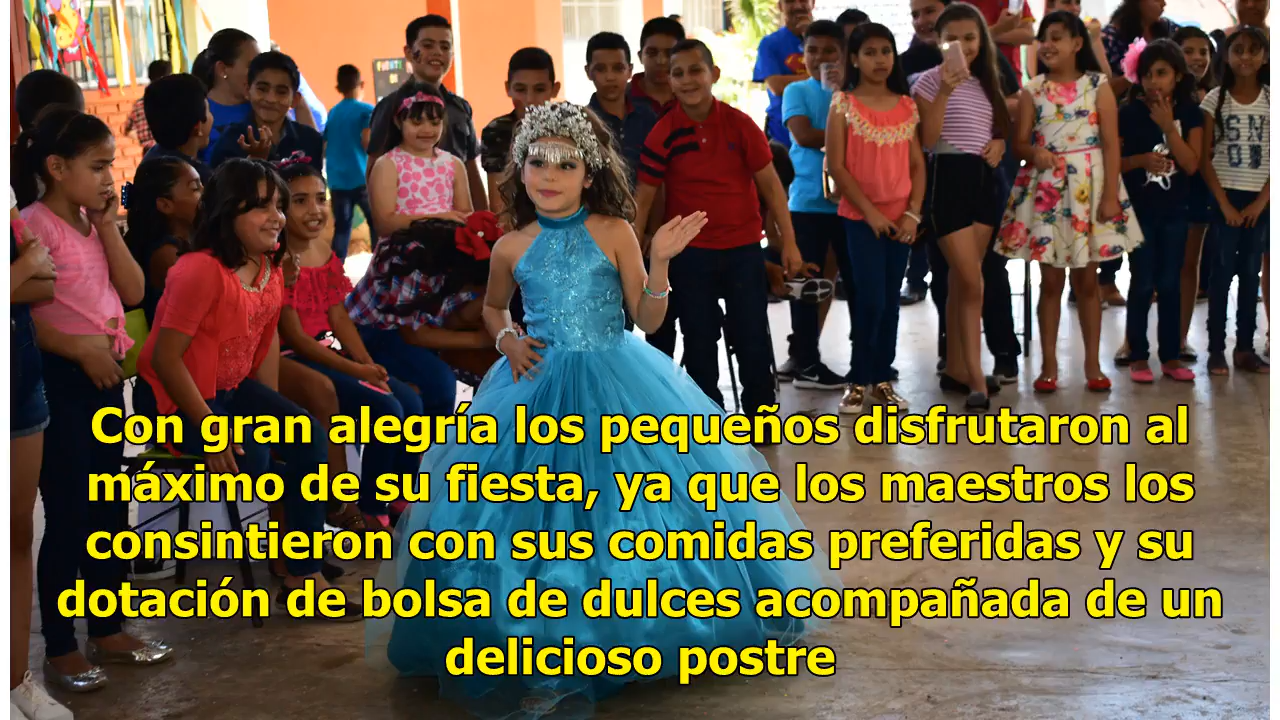 Con gran alegría los pequeños disfrutaron al
máximo de su fiesta, ya que los maestros los
consintieron con sus comidas preferidas y su
dotación de bolsa de dulces acompañada de un
delicioso postre